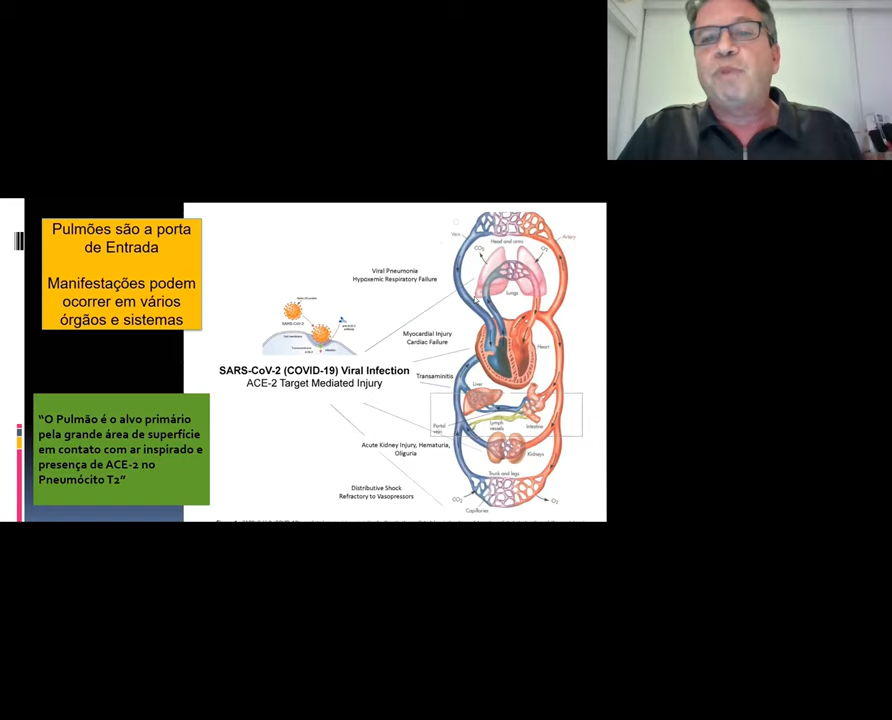 Pulmões são a porta
de Entrada
Manifestações podem
ocorrer em vários
órgãos e sistemas
"O Pulmão é o alvo primário
pela grande área de superfície
em contato com ar inspirado e
presença de ACE-2 no
Pneumócito T2"
Viral Pneumonia
Hypoxemic Respiratory Failure
Myocardial Injury
Cardiac Failure
SARS-CoV-2
SARS-CoV-2 (COVID-19) Viral Infection
ACE-2 Target Mediated Injury
Transaminitis
Acute Kidney Injury, Hematuria,
Oliguria
Distributive Shock
Refractory to Vasopressors
Vein
Artery
Head and arms
CO2
O2
Lungs
Heart
Liver
Portal
vein
Lymph
vessels
Intestine
Kidneys
Trunk and legs
CO2
O2
Capillaries